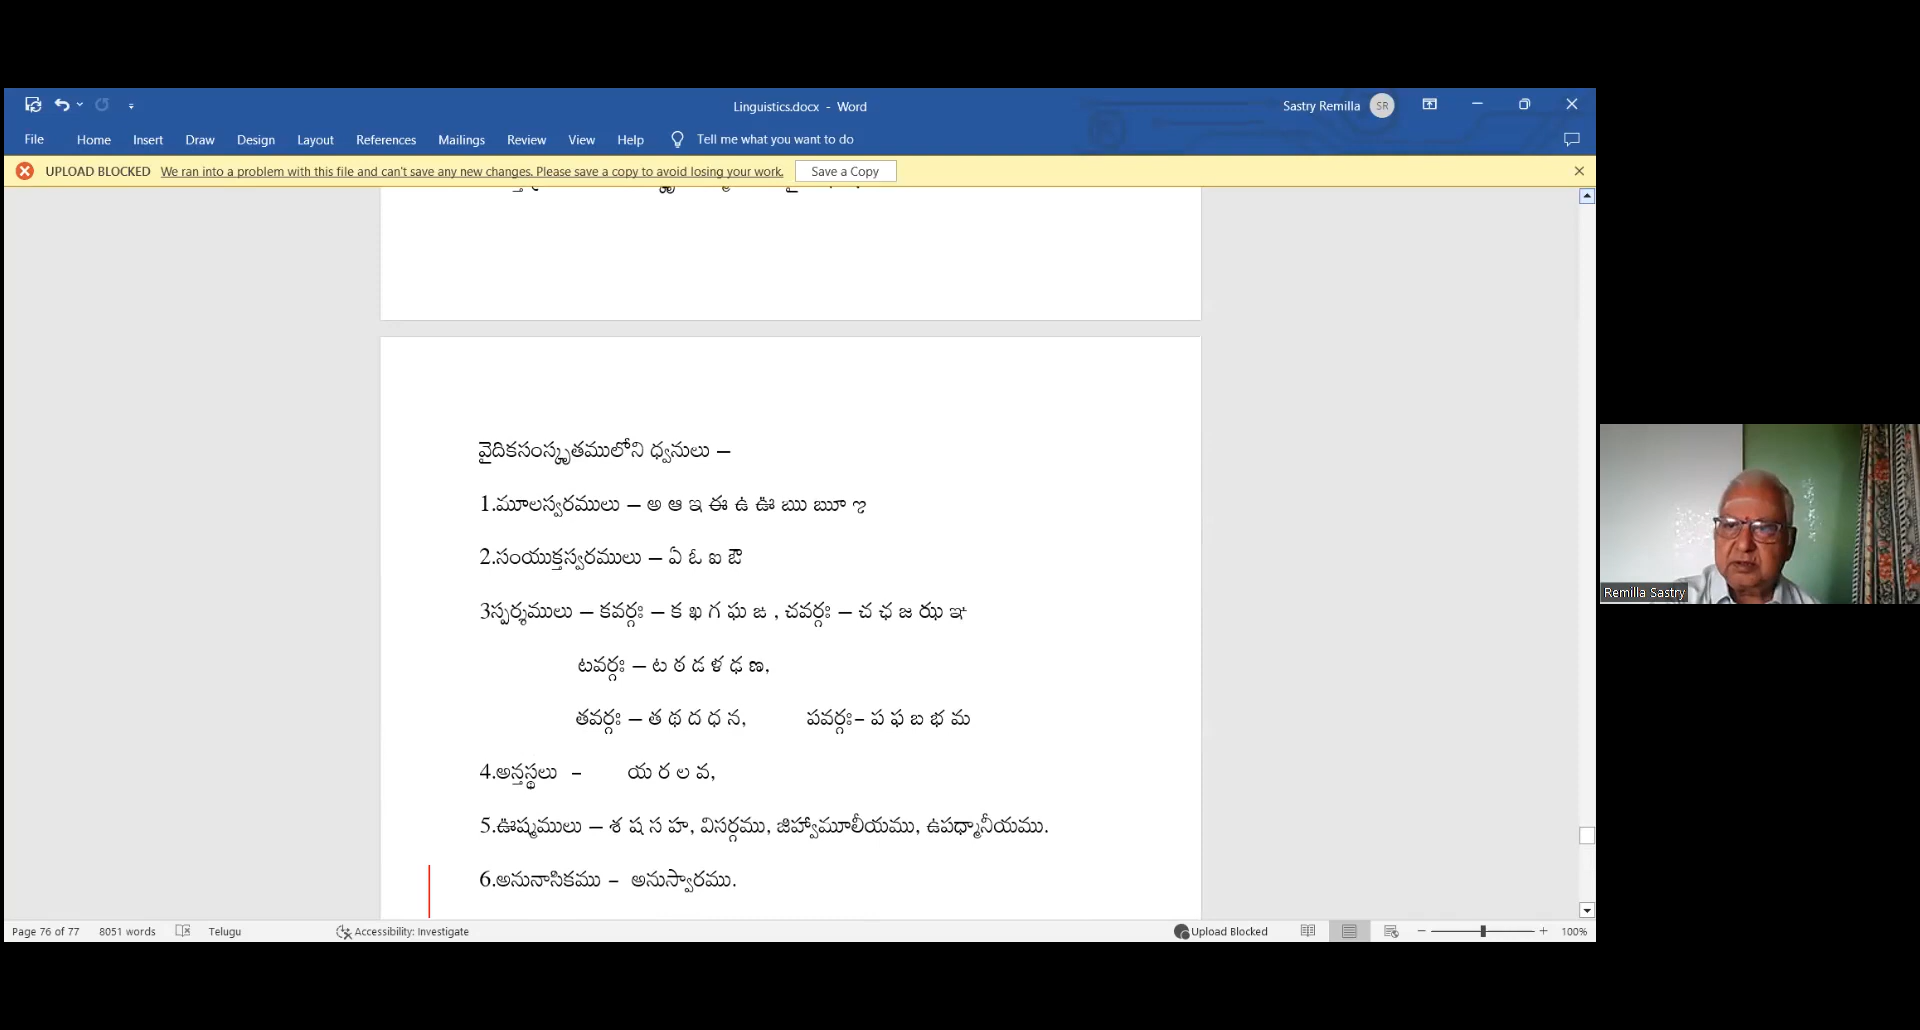 Linguistics.docx - Word
Sastry Remilla SR
File Home Insert Draw Design Layout References Mailings Review View Help Tell me what you want to do
UPLOAD BLOCKED We ran into a problem with this file and can't save any new changes. Please save a copy to avoid losing your work. Save a Copy
వైదికసంస్కృతములోని ధ్వనులు –
1.మూలస్వరములు – అ ఆ ఇ ఈ ఉ ఊ ఋ ౠ ఌ
2.సంయుక్తస్వరములు – ఏ ఓ ఐ ఔ
3స్పర్శములు – కవర్గః – క ఖ గ ఘ ఙ , చవర్గః – చ ఛ జ ఝ ఞ
టవర్గః – ట ఠ డ ళ ఢ ణ,
తవర్గః – త థ ద ధ న, పవర్గః– ప ఫ బ భ మ
4.అన్తస్థలు – య ర ల వ,
5.ఊష్మములు – శ ష స హ, విసర్గము, జిహ్వామూలీయము, ఉపధ్మానీయము.
6.అనునాసికము – అనుస్వారము.
Remilla Sastry
Page 76 of 77 8051 words Telugu Accessibility: Investigate Upload Blocked 100%